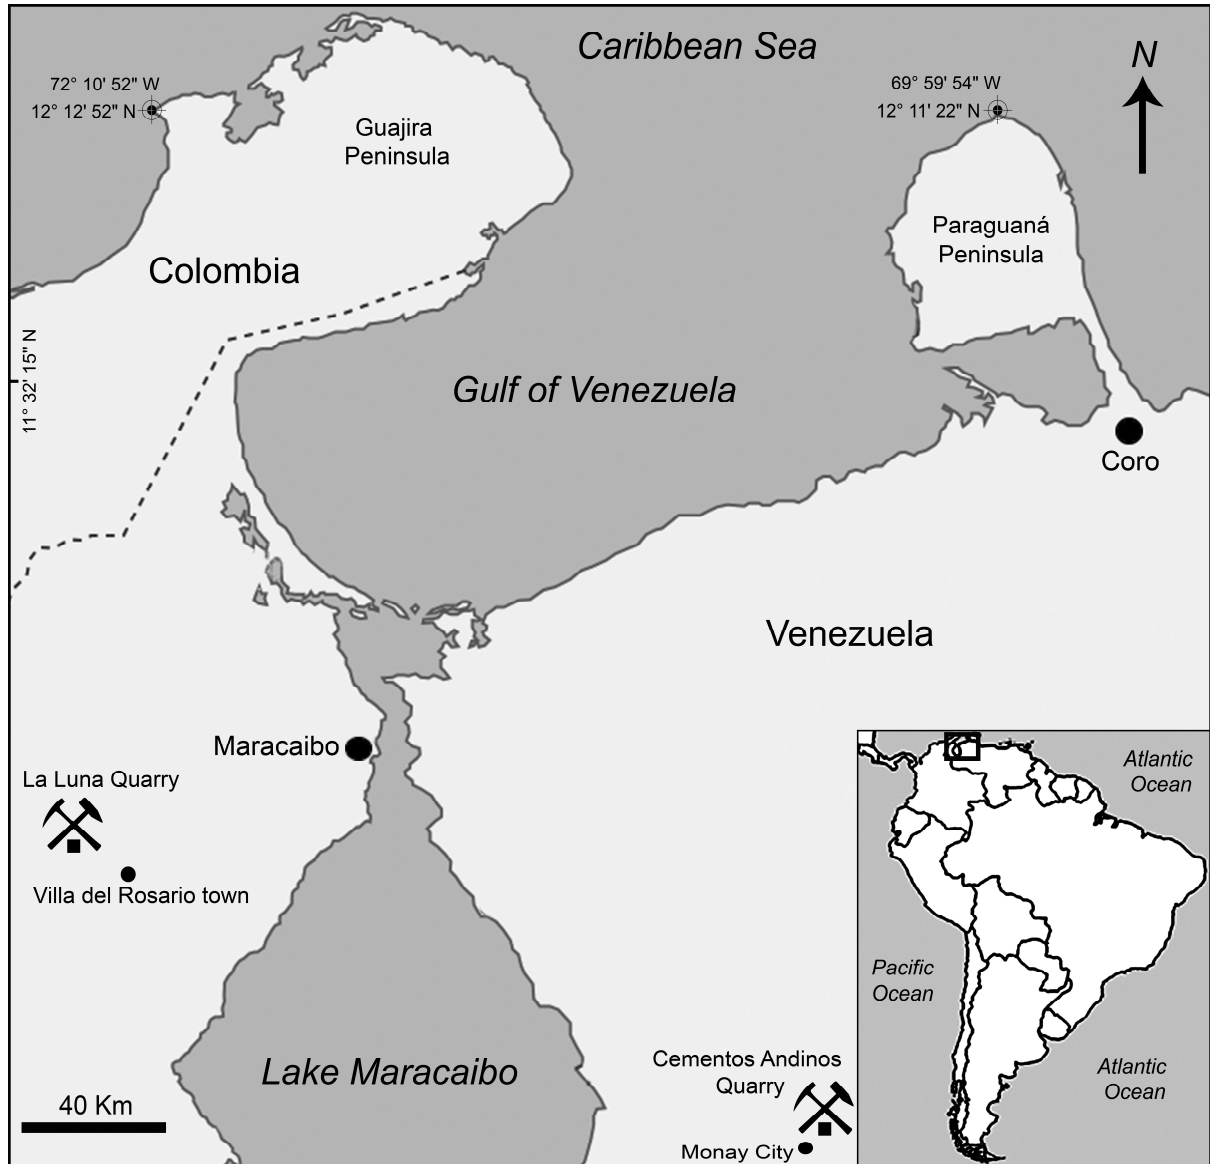 Caribbean Sea
N
72° 10' 52" W
12° 12' 52" N
69° 59' 54" W
12° 11' 22" N
Guajira
Peninsula
Paraguaná
Peninsula
Colombia
11° 32' 15" N
Gulf of Venezuela
Coro
Venezuela
Maracaibo
La Luna Quarry
Villa del Rosario town
Atlantic
Ocean
Pacific
Ocean
Atlantic
Ocean
Lake Maracaibo
Cementos Andinos
Quarry
Monay City
40 Km